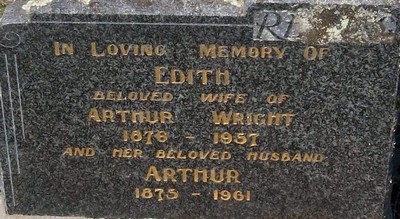 IN LOVING MEMORY OF
EDITH
BELOVED WIFE OF
ARTHUR WRIGHT
1878 - 1957
AND HER BELOVED HUSBAND
ARTHUR
1875 - 1961